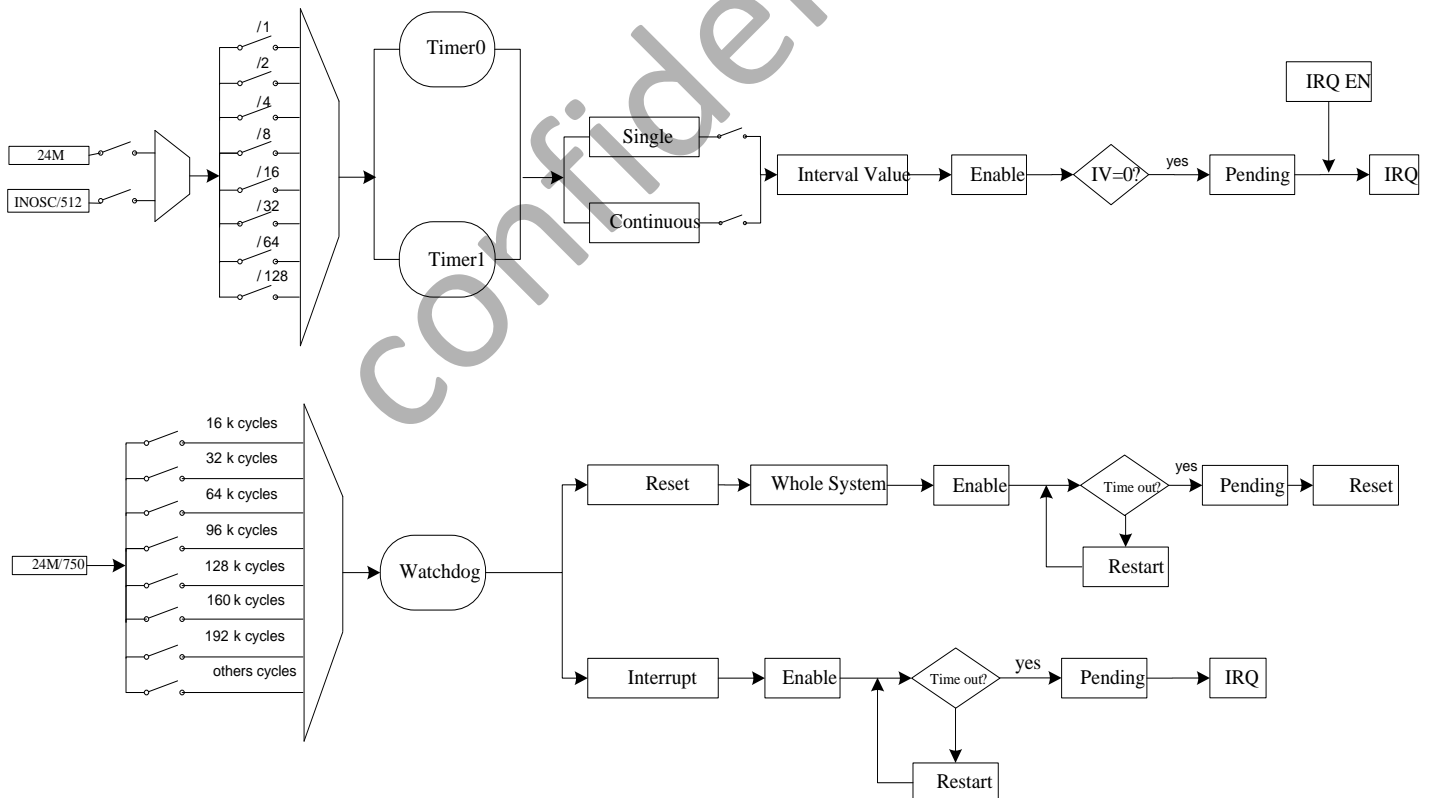 /1
/2
/4
/8
/16
/32
/64
/128
24M
INOSC/512
Timer0
Timer1
Single
Continuous
Interval Value
Enable
IV=0?
yes
Pending
IRQ EN
IRQ
16 k cycles
32 k cycles
64 k cycles
96 k cycles
128 k cycles
160 k cycles
192 k cycles
others cycles
24M/750
Watchdog
Reset
Whole System
Enable
Time out?
yes
Pending
Reset
Restart
Interrupt
Enable
Time out?
yes
Pending
IRQ
Restart